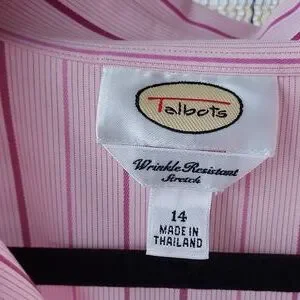 Talbots
Wrinkle Resistant
Stretch
14
MADE IN
THAILAND